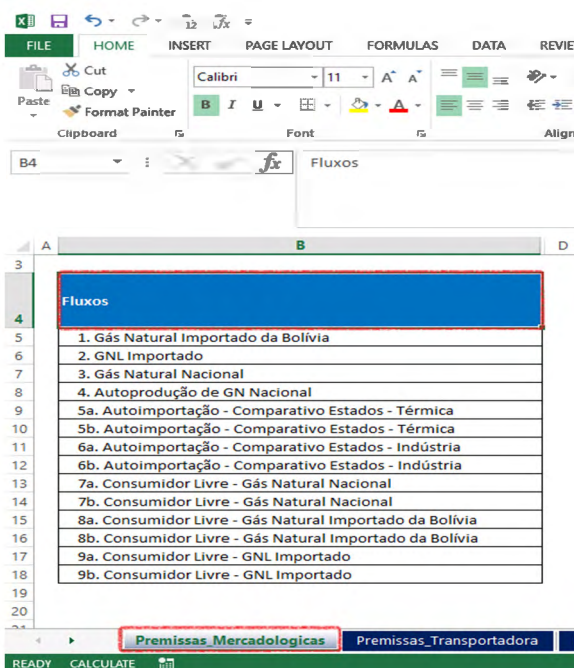 FILE HOME INSERT PAGE LAYOUT FORMULAS DATA REVIE
Cut
Copy
Format Painter
Paste
Calibri 11 A A
B I U A
Clipboard Font Align
B4 fx Fluxos
A B D
3
4 Fluxos
5 1. Gás Natural Importado da Bolívia
6 2. GNL Importado
7 3. Gás Natural Nacional
8 4. Autoprodução de GN Nacional
9 5a. Autoimportação - Comparativo Estados - Térmica
10 5b. Autoimportação - Comparativo Estados - Térmica
11 6a. Autoimportação - Comparativo Estados - Indústria
12 6b. Autoimportação - Comparativo Estados - Indústria
13 7a. Consumidor Livre - Gás Natural Nacional
14 7b. Consumidor Livre - Gás Natural Nacional
15 8a. Consumidor Livre - Gás Natural Importado da Bolívia
16 8b. Consumidor Livre - Gás Natural Importado da Bolívia
17 9a. Consumidor Livre - GNL Importado
18 9b. Consumidor Livre - GNL Importado
19
20
Premissas_Mercadologicas Premissas_Transportadora
READY CALCULATE